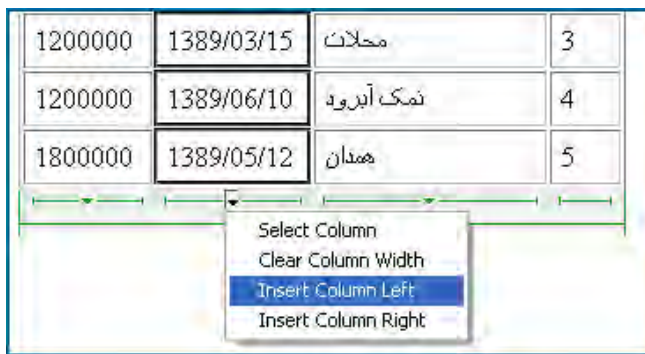 3 محلات 1389/03/15 1200000
4 نمک آبرود 1389/06/10 1200000
5 همدان 1389/05/12 1800000
Select Column
Clear Column Width
Insert Column Left
Insert Column Right